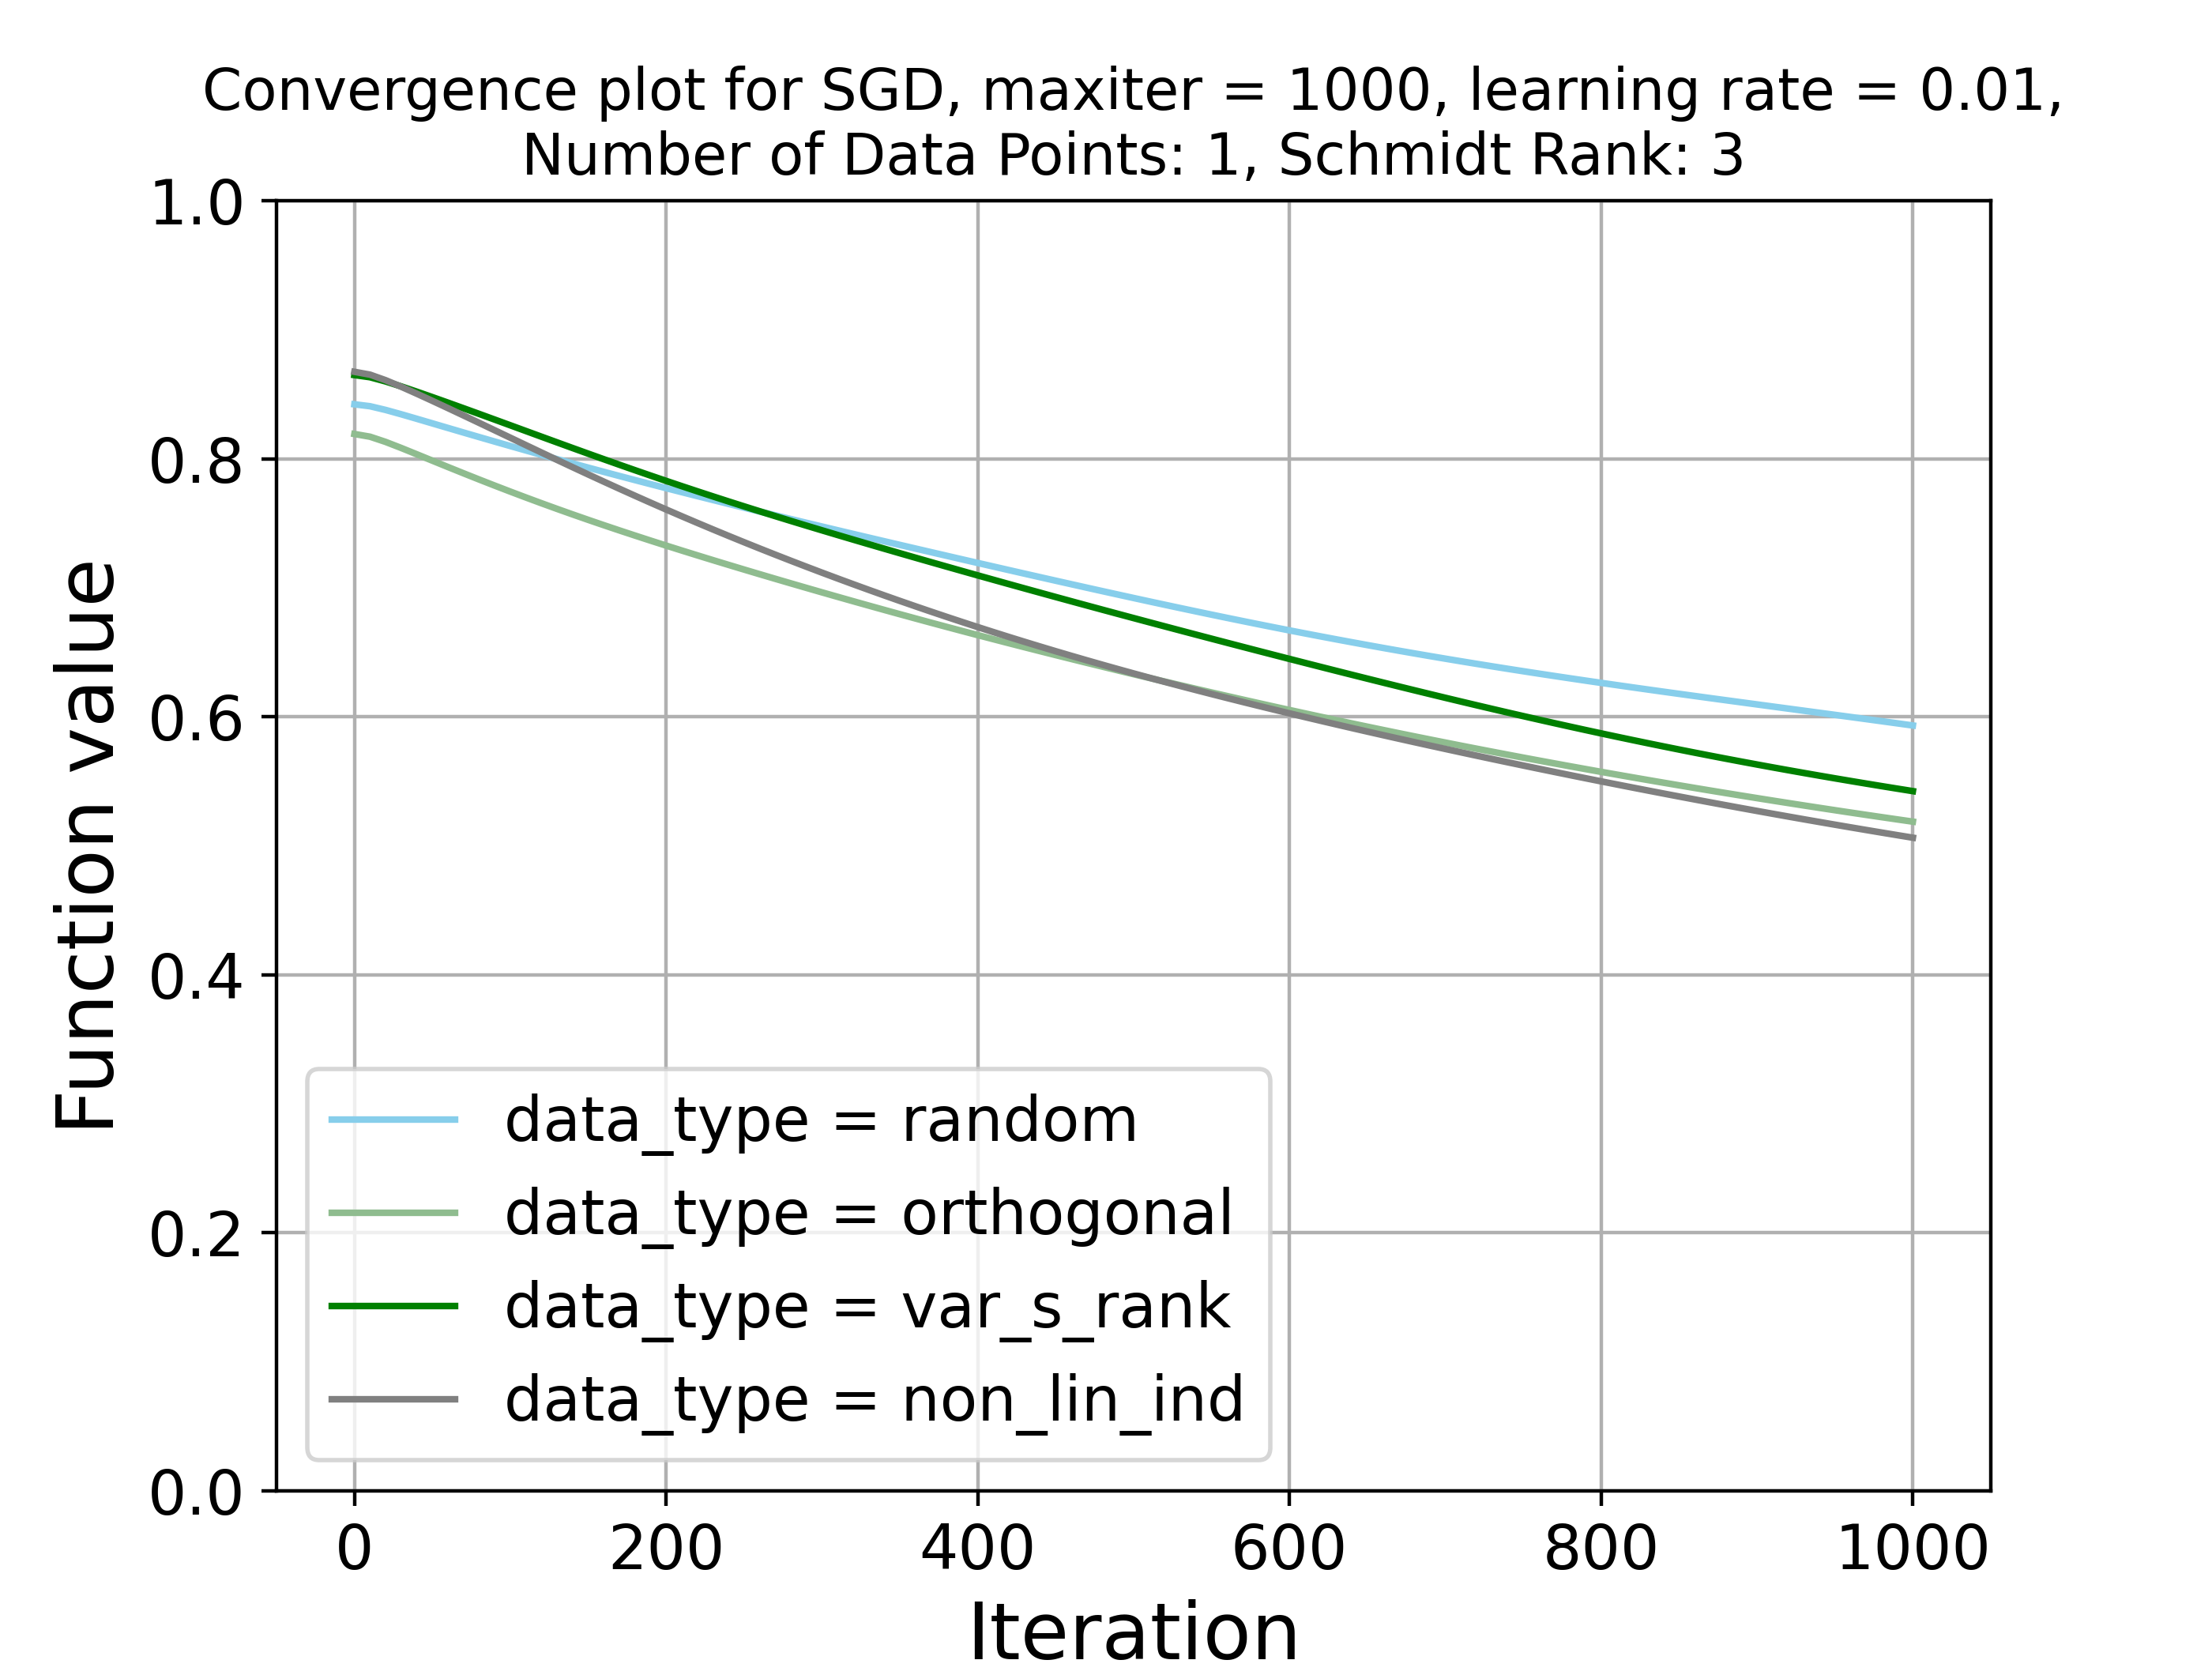 Convergence plot for SGD, maxiter = 1000, learning rate = 0.01,
Number of Data Points: 1, Schmidt Rank: 3
1.0
0.8
0.6
0.4
0.2
0.0
Function value
data_type = random
data_type = orthogonal
data_type = var_s_rank
data_type = non_lin_ind
0
200
400
600
800
1000
Iteration